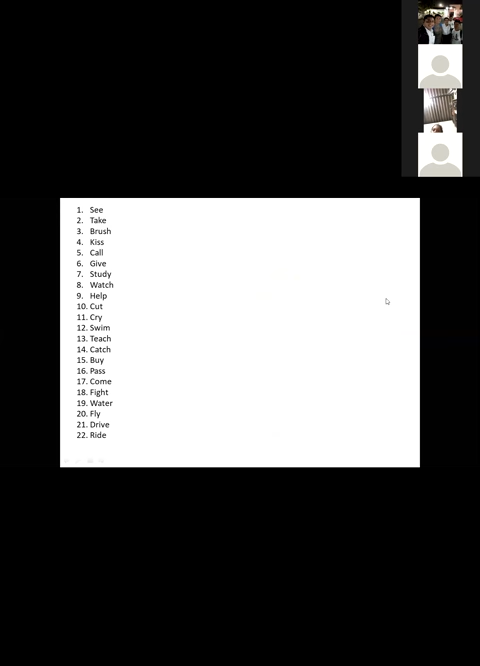 1. See
2. Take
3. Brush
4. Kiss
5. Call
6. Give
7. Study
8. Watch
9. Help
10. Cut
11. Cry
12. Swim
13. Teach
14. Catch
15. Buy
16. Pass
17. Come
18. Fight
19. Water
20. Fly
21. Drive
22. Ride